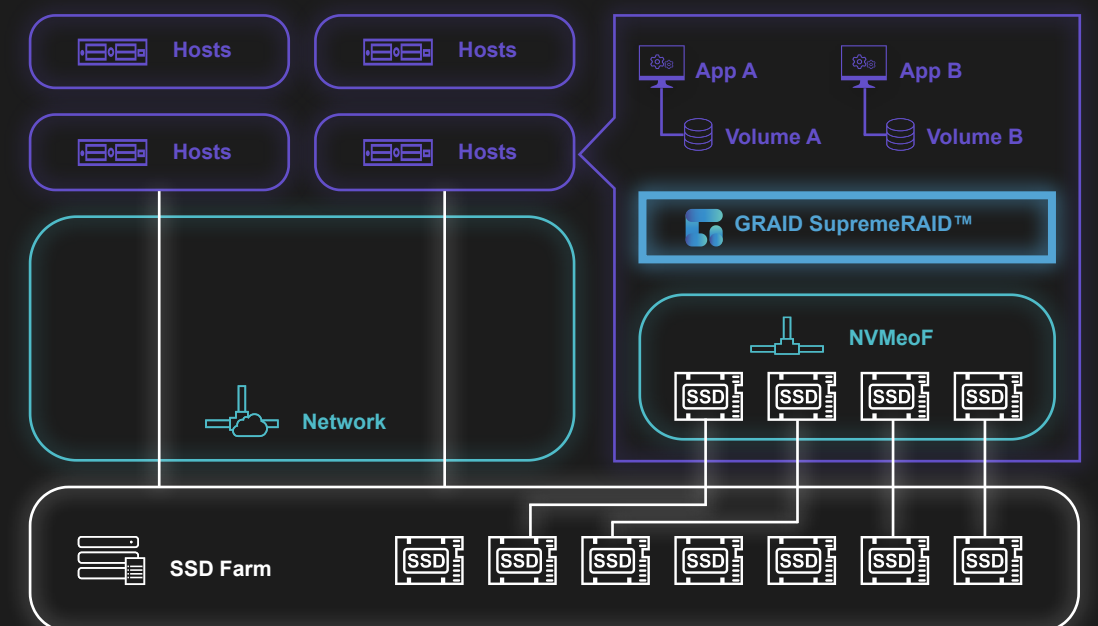 Hosts
Hosts
Hosts
Hosts
App A
App B
Volume A
Volume B
GRAID SupremeRAID™
NVMeoF
SSD
SSD
SSD
SSD
Network
SSD Farm
SSD
SSD
SSD
SSD
SSD
SSD
SSD